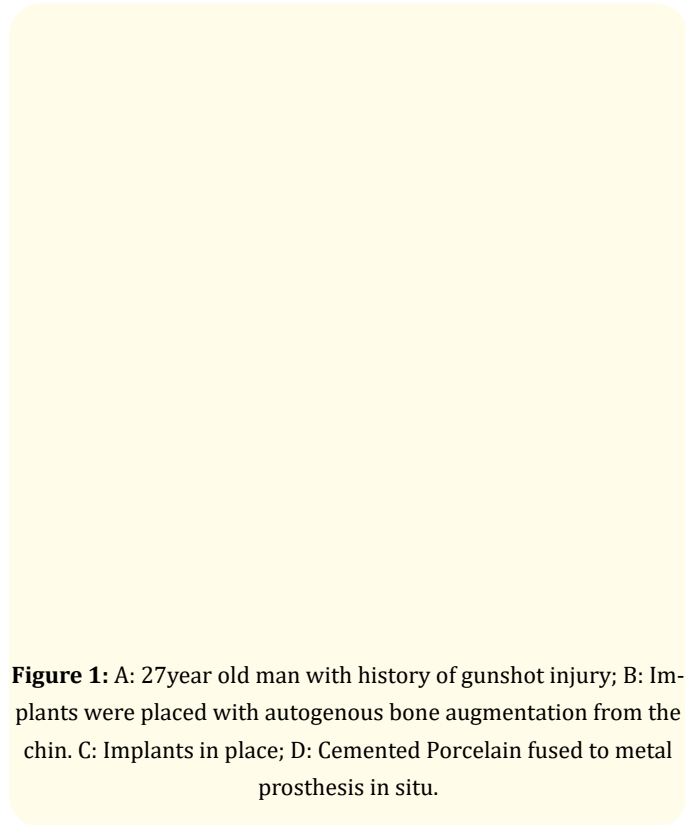 Figure 1: A: 27year old man with history of gunshot injury; B: Im-
plants were placed with autogenous bone augmentation from the
chin. C: Implants in place; D: Cemented Porcelain fused to metal
prosthesis in situ.